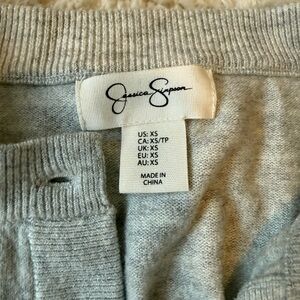 Jessica Simpson
US: XS
CA: XS/TP
UK: XS
EU: XS
AU: XS
MADE IN
CHINA